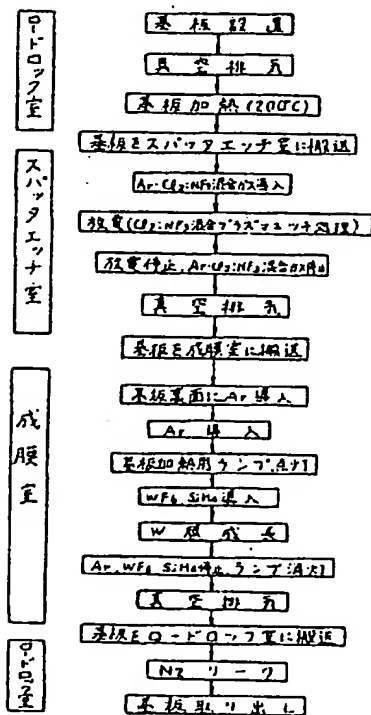 ロードロック室
基板設置
真空排気
基板加熱(200℃)
基板をスパッタエッチ室に搬送
スパッタエッチ室
Ar-Cl₂:NF₃混合ガス導入
放電(Cl₂:NF₃混合プラズマエッチ処理)
放電停止、Ar-Cl₂:NF₃混合ガス停止
真空排気
基板を成膜室に搬送
成膜室
基板裏面にAr導入
Ar導入
基板加熱用ランプ点灯
WF₆ SiH₄導入
W膜成長
Ar、WF₆ SiH₄停止、ランプ消灯
真空排気
基板をロードロック室に搬送
ロードロック室
N2リーク
基板取り出し